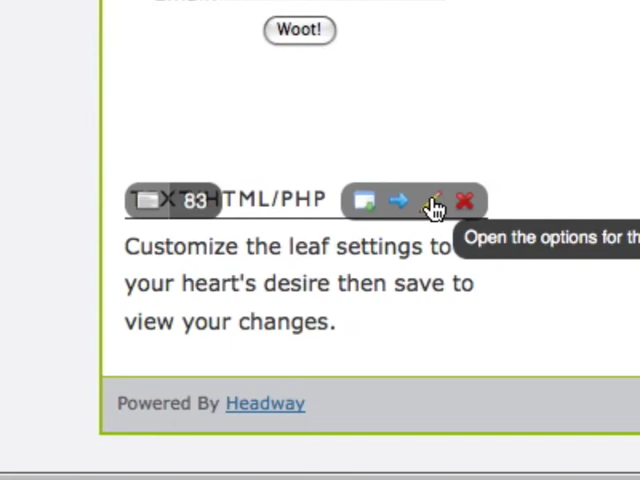 Woot!
83
TEXT/HTML/PHP
Open the options for th
Customize the leaf settings to
your heart's desire then save to
view your changes.
Powered By Headway